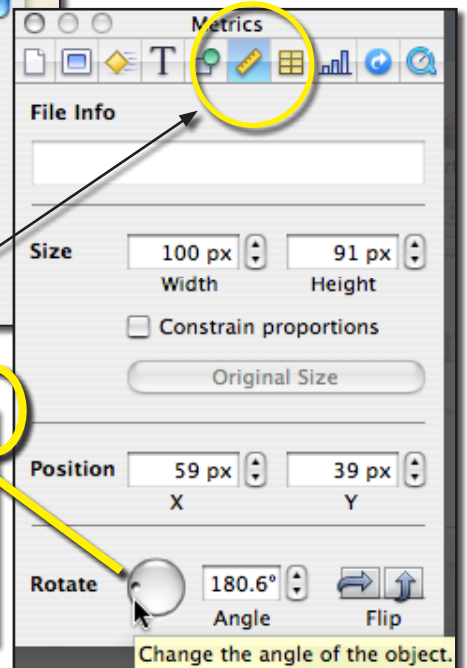 Metrics
T
File Info
Size 100 px 91 px
Width Height
Constrain proportions
Original Size
Position 59 px 39 px
X Y
Rotate 180.6°
Angle Flip
Change the angle of the object.